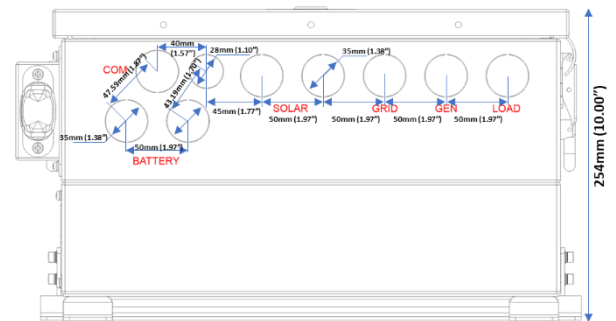 40mm
(1.57")
28mm (1.10")
35mm (1.38")
COM
47.59mm (1.87")
43.19mm (1.70")
45mm (1.77")
SOLAR
GRID
GEN
LOAD
50mm (1.97")
50mm (1.97")
50mm (1.97")
50mm (1.97")
35mm (1.38")
50mm (1.97")
BATTERY
254mm (10.00")